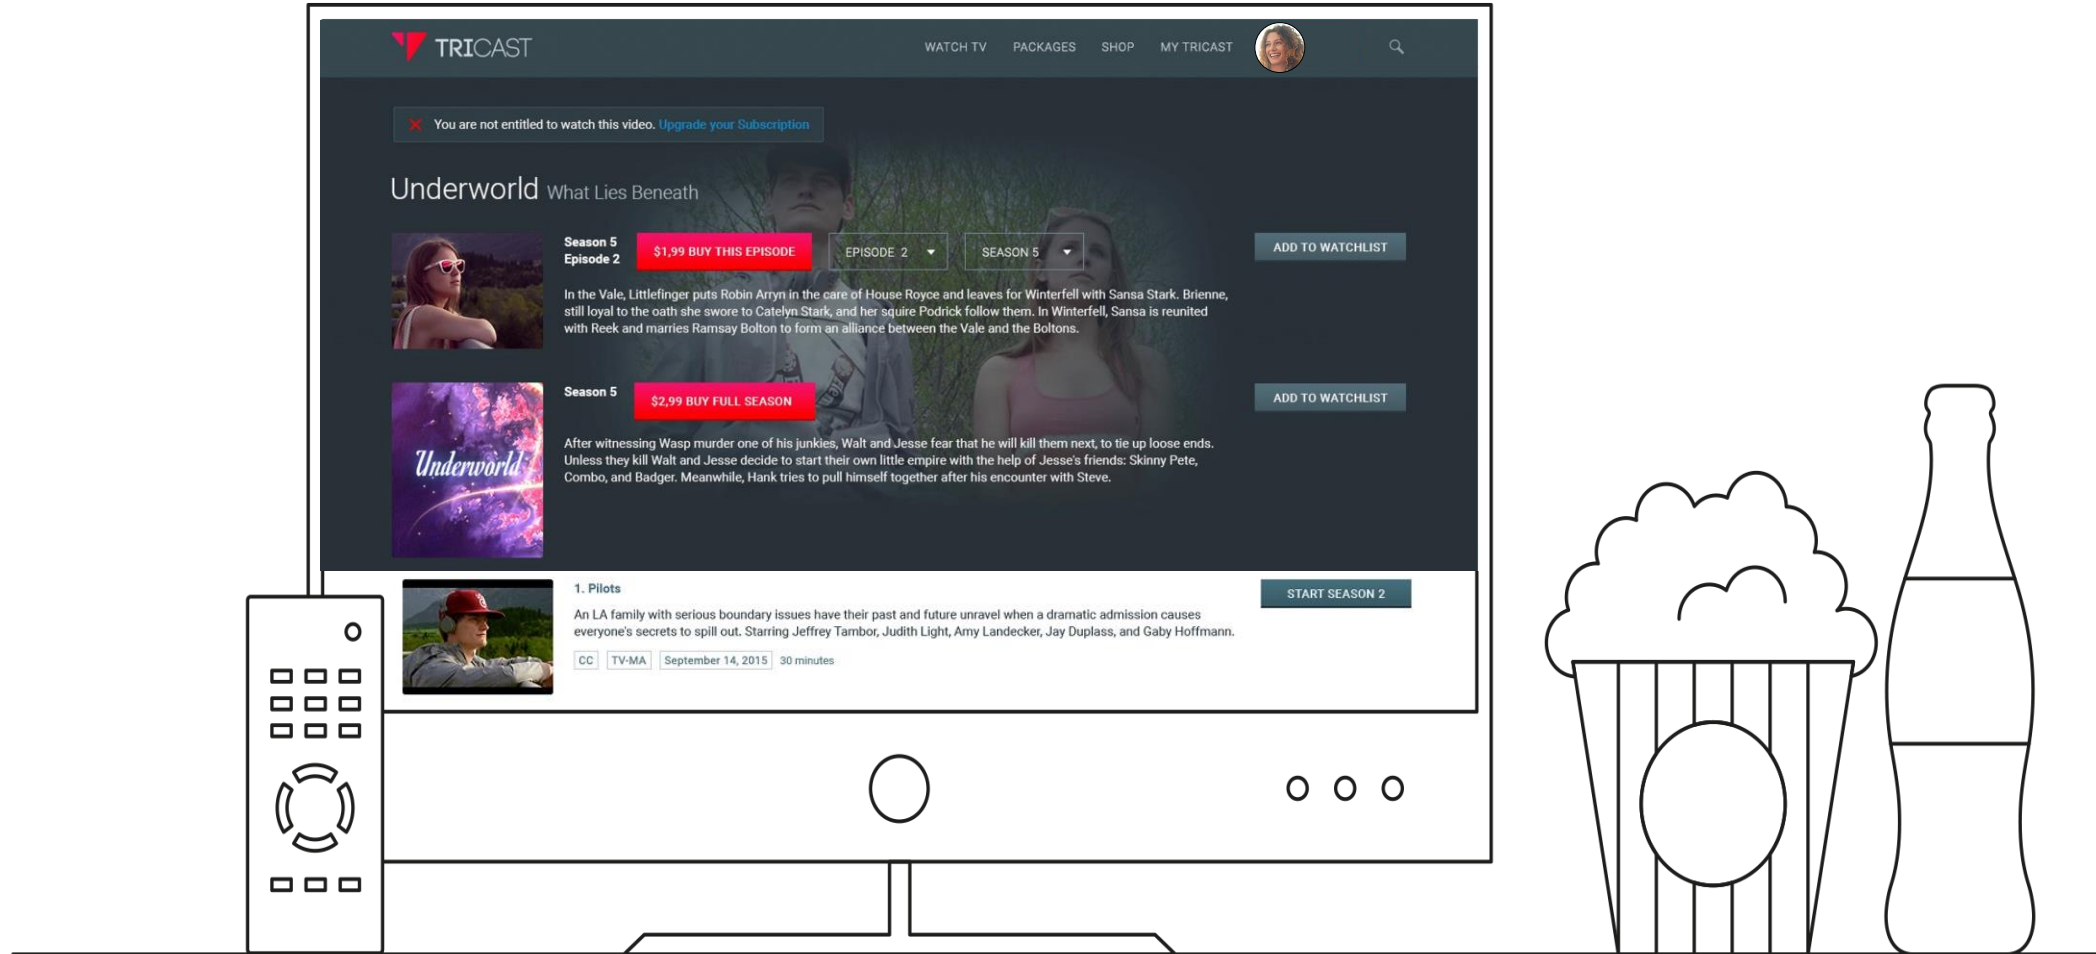 TRICAST
WATCH TV PACKAGES SHOP MY TRICAST
You are not entitled to watch this video. Upgrade your Subscription
Underworld What Lies Beneath
Season 5
Episode 2
$1,99 BUY THIS EPISODE
EPISODE 2
SEASON 5
ADD TO WATCHLIST
In the Vale, Littlefinger puts Robin Arryn in the care of House Royce and leaves for Winterfell with Sansa Stark. Brienne,
still loyal to the oath she swore to Catelyn Stark, and her squire Podrick follow them. In Winterfell, Sansa is reunited
with Reek and marries Ramsay Bolton to form an alliance between the Vale and the Boltons.
Underworld
Season 5
$2,99 BUY FULL SEASON
ADD TO WATCHLIST
After witnessing Wasp murder one of his junkies, Walt and Jesse fear that he will kill them next, to tie up loose ends.
Unless they kill Walt and Jesse decide to start their own little empire with the help of Jesse's friends: Skinny Pete,
Combo, and Badger. Meanwhile, Hank tries to pull himself together after his encounter with Steve.
1. Pilots
START SEASON 2
An LA family with serious boundary issues have their past and future unravel when a dramatic admission causes
everyone's secrets to spill out. Starring Jeffrey Tambor, Judith Light, Amy Landecker, Jay Duplass, and Gaby Hoffmann.
CC TV-MA September 14, 2015 30 minutes